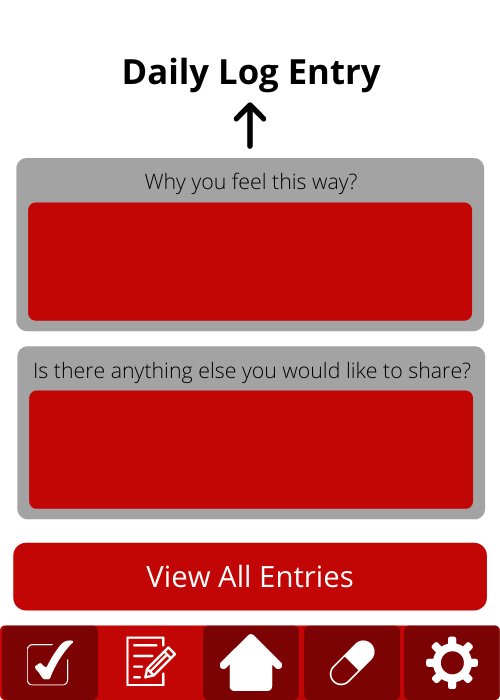 Daily Log Entry
Why you feel this way?
Is there anything else you would like to share?
View All Entries